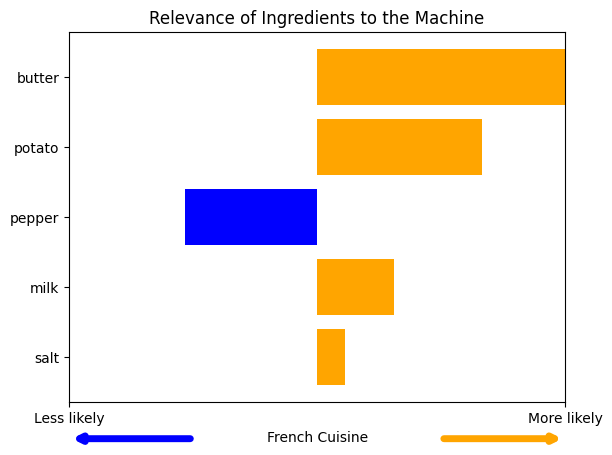 Relevance of Ingredients to the Machine
butter
potato
pepper
milk
salt
Less likely
More likely
French Cuisine